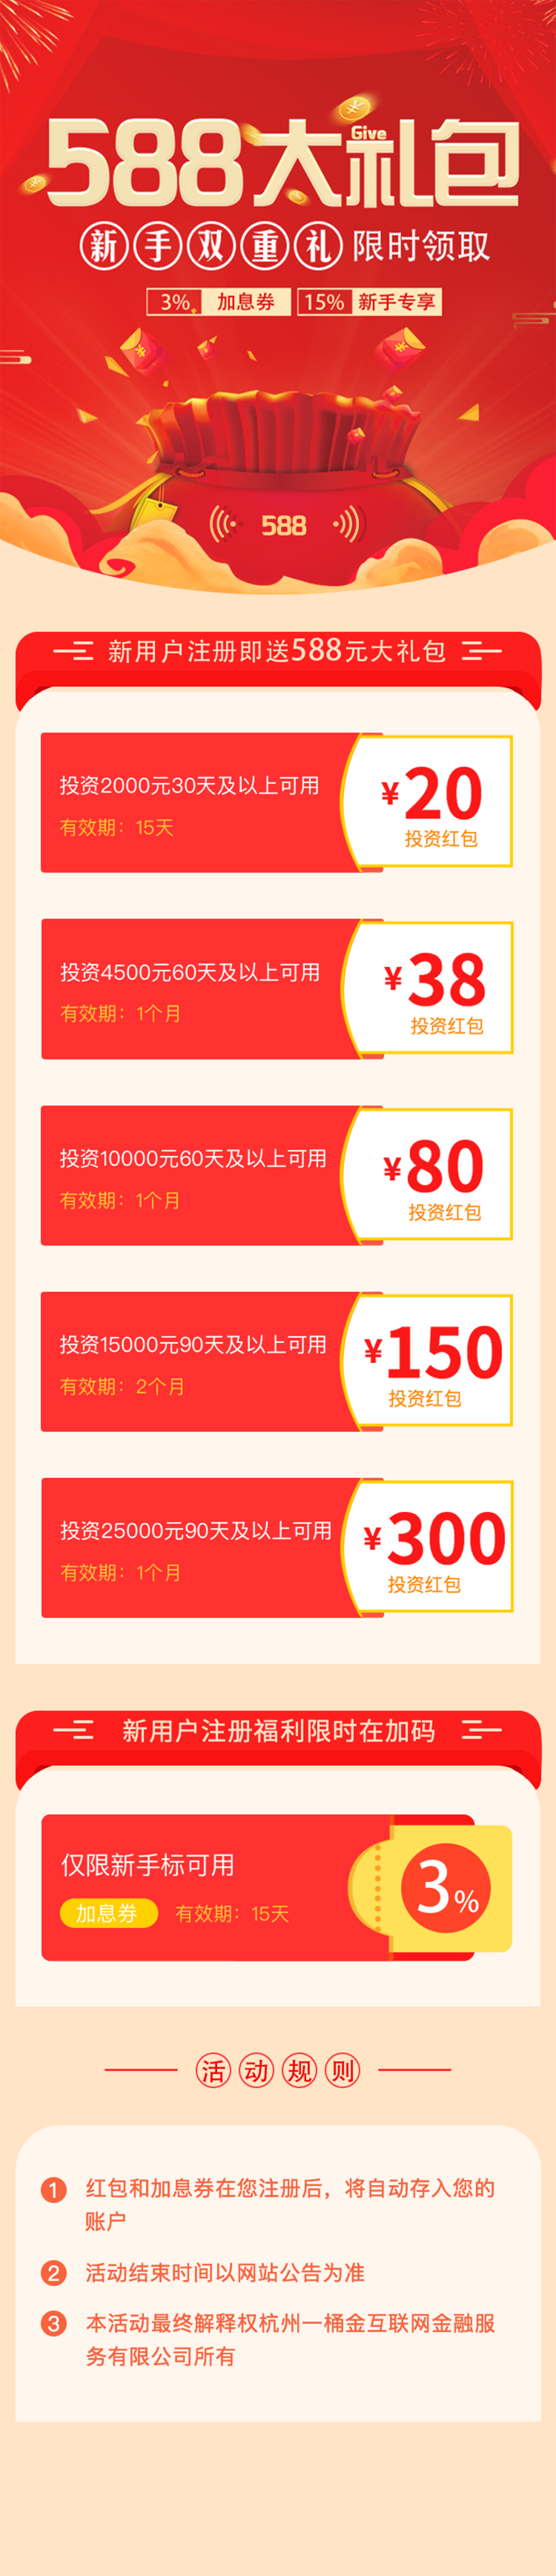 588大礼包
Give
新手双重礼 限时领取
3% 加息券 15% 新手专享
588
新用户注册即送588元大礼包
投资2000元30天及以上可用
有效期：15天
¥20
投资红包
投资4500元60天及以上可用
有效期：1个月
¥38
投资红包
投资10000元60天及以上可用
有效期：1个月
¥80
投资红包
投资15000元90天及以上可用
有效期：2个月
¥150
投资红包
投资25000元90天及以上可用
有效期：1个月
¥300
投资红包
新用户注册福利限时在加码
仅限新手标可用
加息券 有效期：15天
3%
活动规则
1 红包和加息券在您注册后，将自动存入您的
账户
2 活动结束时间以网站公告为准
3 本活动最终解释权杭州一桶金互联网金融服
务有限公司所有